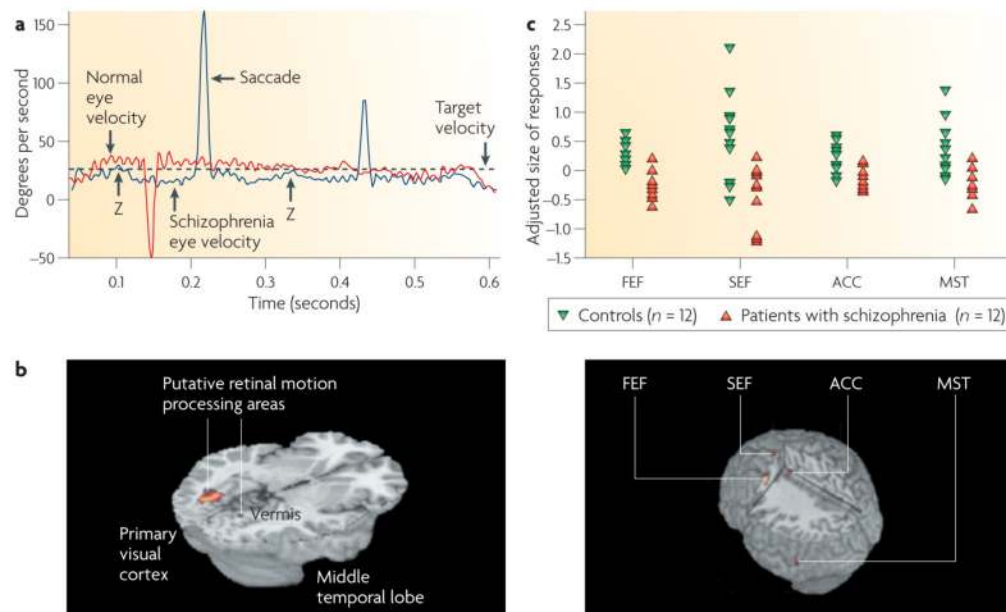 a
150
100
50
0
–50
Degrees per second
Normal
eye
velocity
Saccade
Target
velocity
Z
Schizophrenia
eye velocity
Z
0.1 0.2 0.3 0.4 0.5 0.6
Time (seconds)
c
2.5
2.0
1.5
1.0
0.5
0
–0.5
–1.0
–1.5
Adjusted size of responses
FEF SEF ACC MST
Controls (n = 12) Patients with schizophrenia (n = 12)
b
Putative retinal motion
processing areas
Vermis
Primary
visual
cortex
Middle
temporal lobe
FEF SEF ACC MST